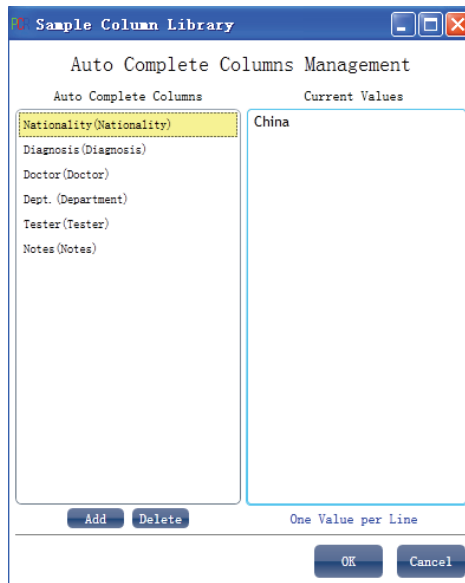 Sample Column Library
Auto Complete Columns Management
Auto Complete Columns
Current Values
Nationality(Nationality)
China
Diagnosis(Diagnosis)
Doctor(Doctor)
Dept.(Department)
Tester(Tester)
Notes(Notes)
Add
Delete
One Value per Line
OK
Cancel